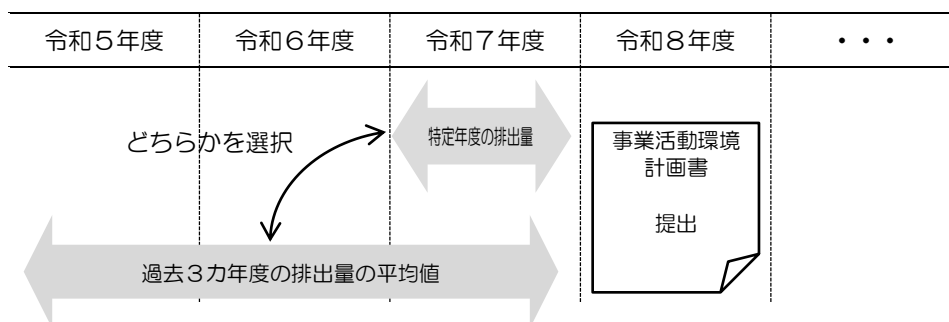 令和５年度
令和６年度
令和７年度
令和８年度
・・・
どちらかを選択
特定年度の排出量
事業活動環境
計画書
提出
過去３カ年度の排出量の平均値